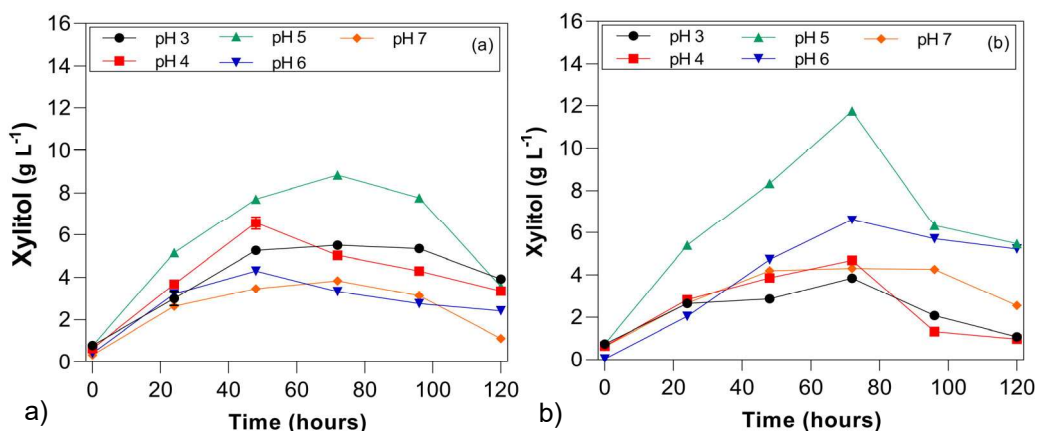 16
14
12
10
8
6
4
2
0
Xylitol (g L-1)
pH 3 pH 5 pH 7 (a)
pH 4 pH 6
0 20 40 60 80 100 120
Time (hours)
a)
16
14
12
10
8
6
4
2
0
Xylitol (g L-1)
pH 3 pH 5 pH 7 (b)
pH 4 pH 6
0 20 40 60 80 100 120
Time (hours)
b)